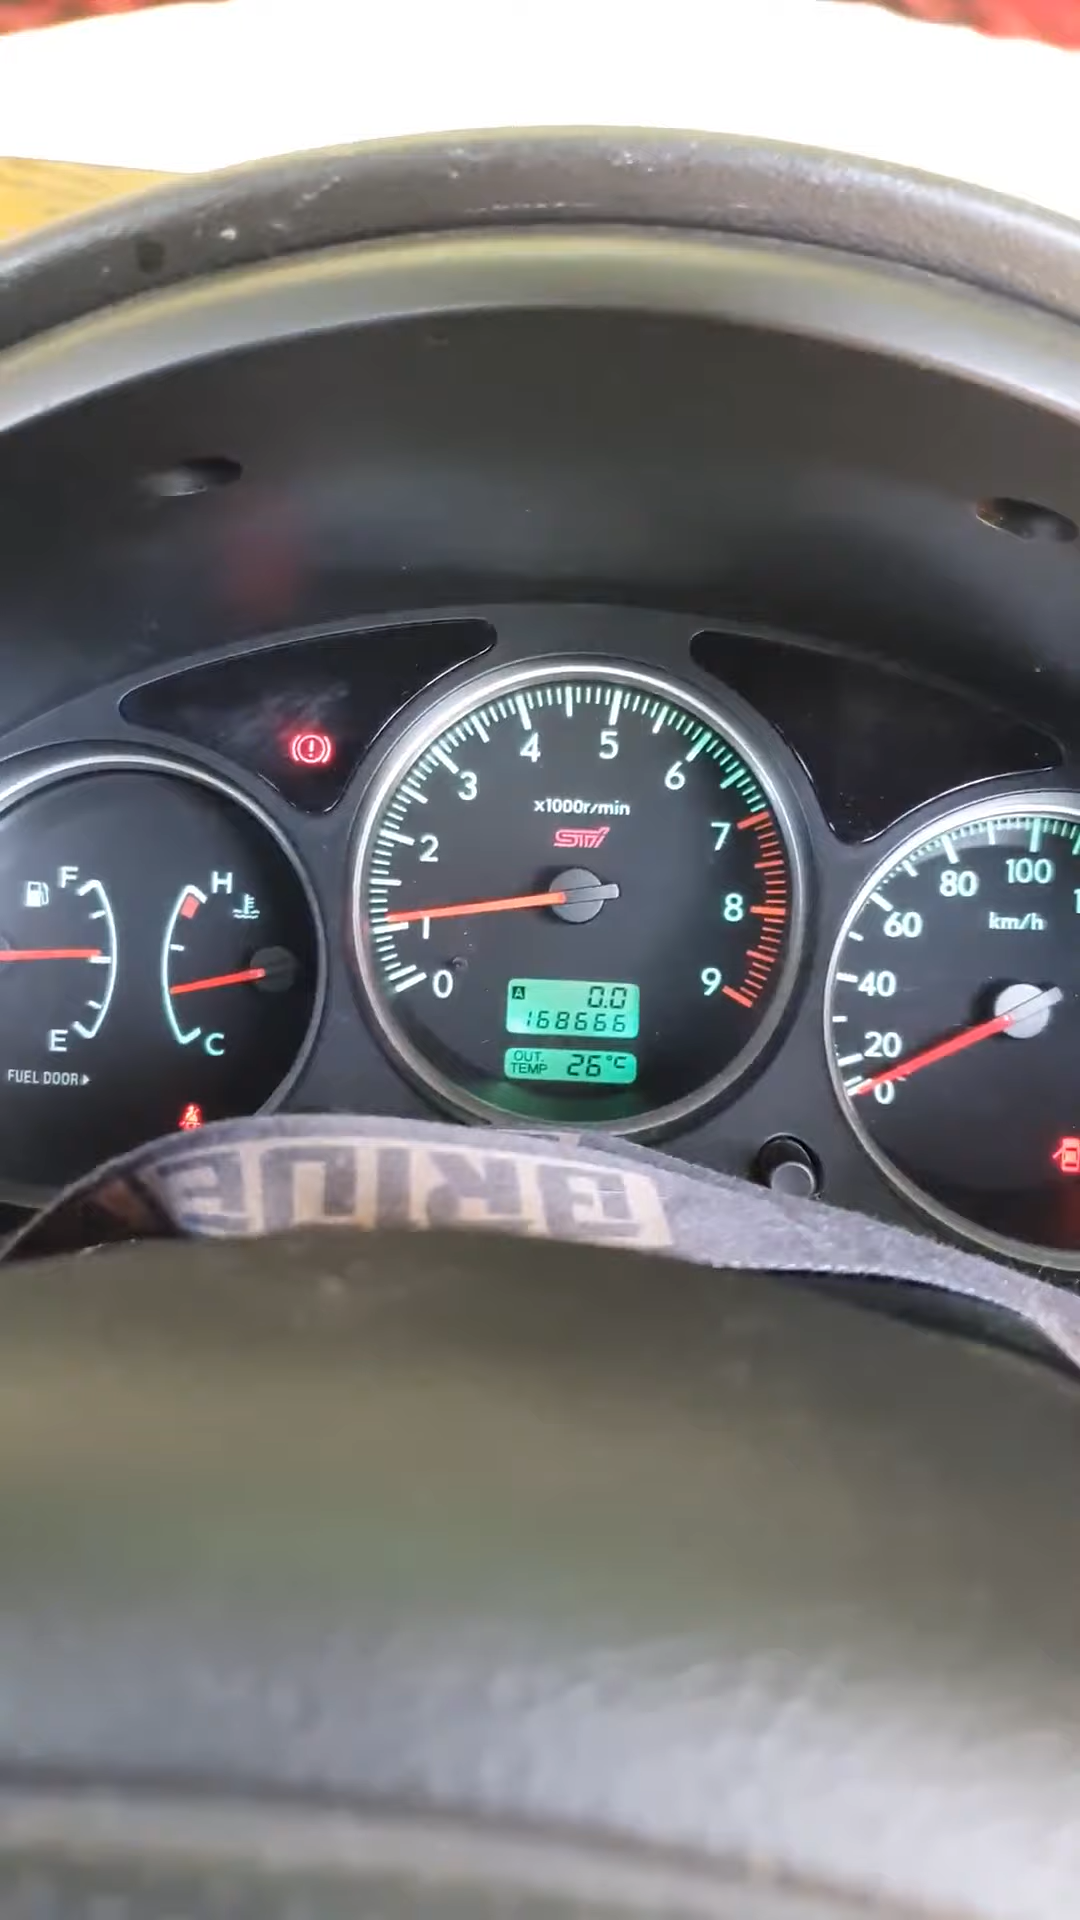 4 5
3 6
x1000r/min
STi
2 7
1 8
0 9
A 0.0
168666
OUT. TEMP 26°C
F H
E C
FUEL DOOR
80 100
60 km/h
40
20
0
BRIDE